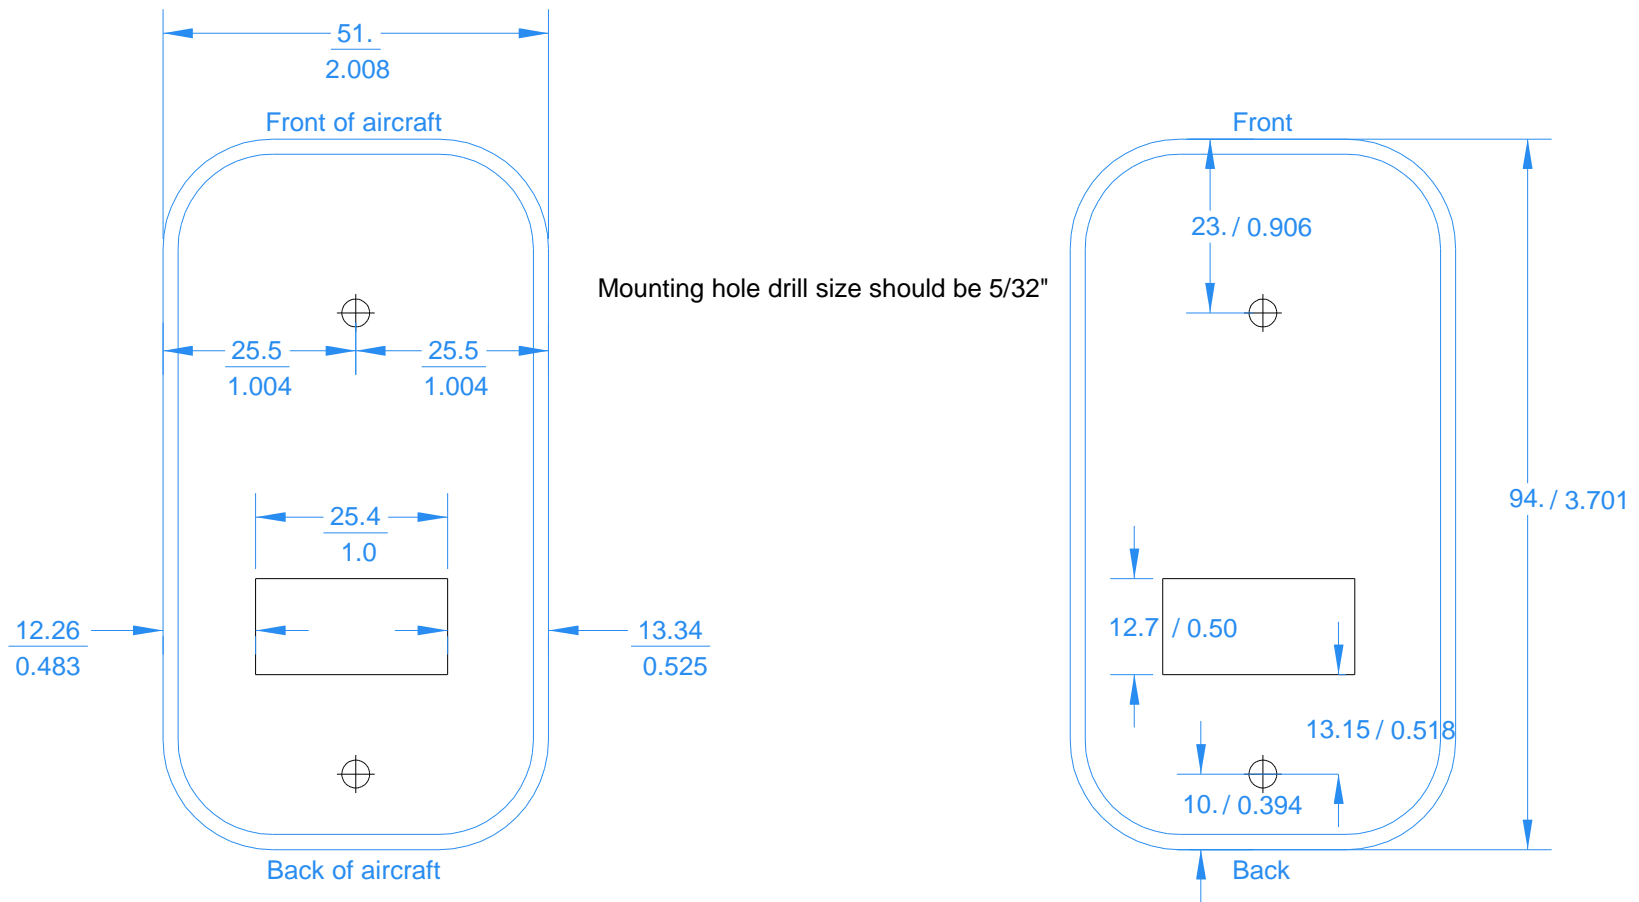 51.
2.008
Front of aircraft
Front
23. / 0.906
Mounting hole drill size should be 5/32"
25.5
1.004
25.5
1.004
94. / 3.701
25.4
1.0
12.26
0.483
13.34
0.525
12.7 / 0.50
13.15 / 0.518
10. / 0.394
Back of aircraft
Back